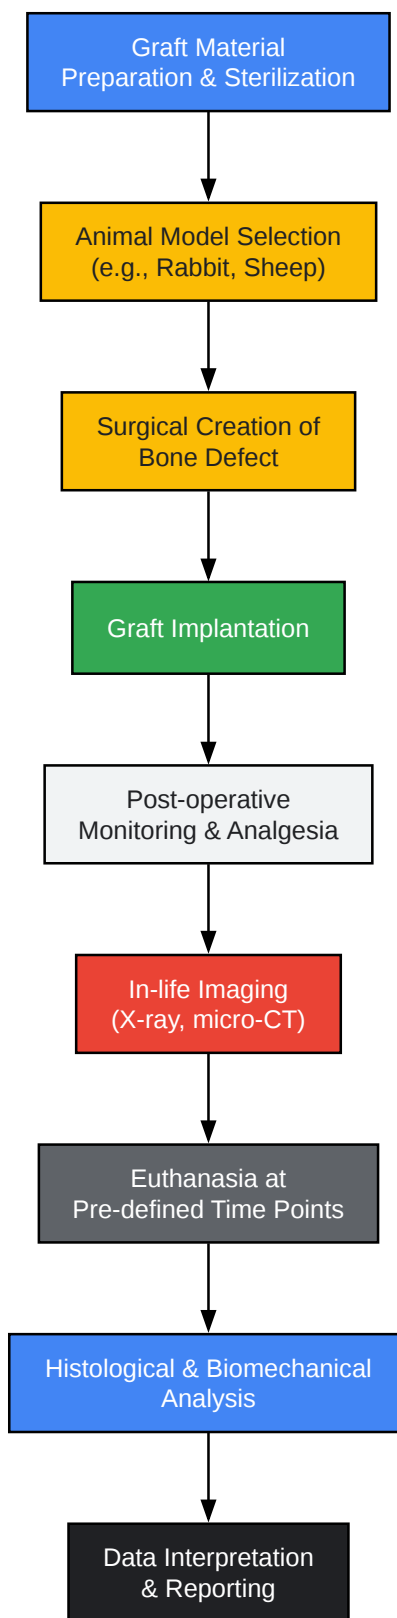 Graft Material
Preparation & Sterilization
Animal Model Selection
(e.g., Rabbit, Sheep)
Surgical Creation of
Bone Defect
Graft Implantation
Post-operative
Monitoring & Analgesia
In-life Imaging
(X-ray, micro-CT)
Euthanasia at
Pre-defined Time Points
Histological & Biomechanical
Analysis
Data Interpretation
& Reporting